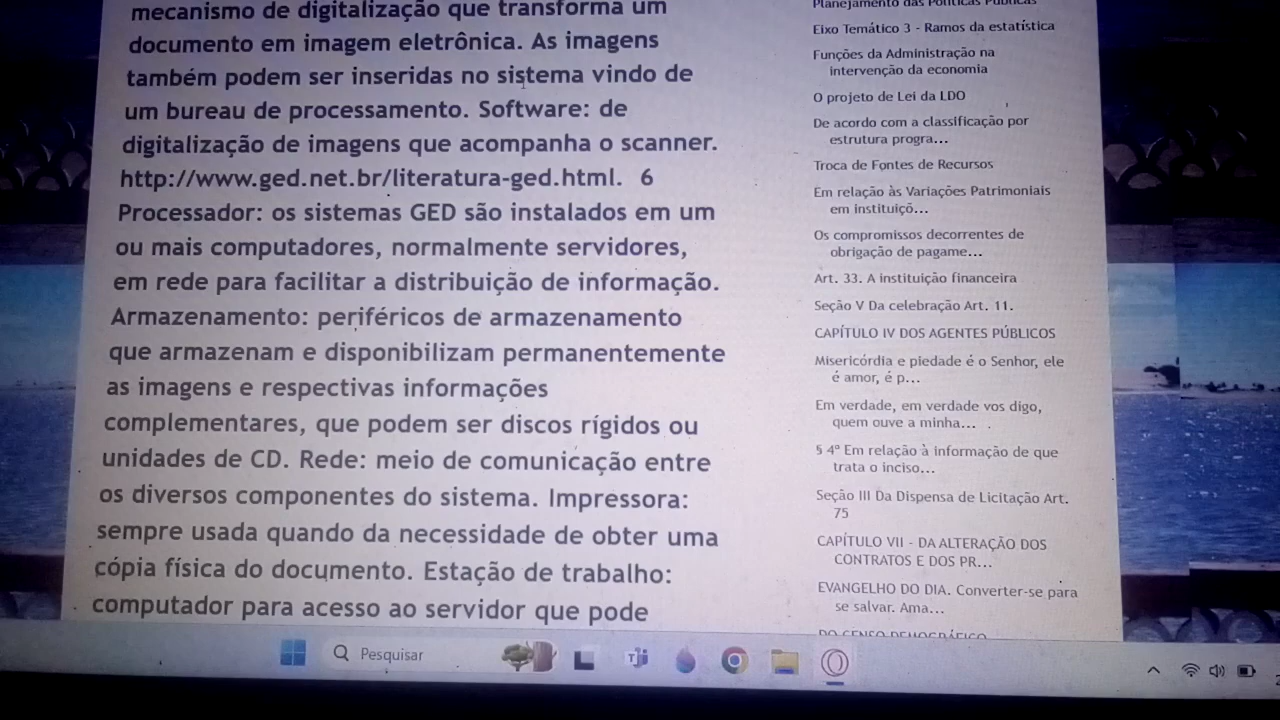 mecanismo de digitalização que transforma um
documento em imagem eletrônica. As imagens
também podem ser inseridas no sistema vindo de
um bureau de processamento. Software: de
digitalização de imagens que acompanha o scanner.
http://www.ged.net.br/literatura-ged.html. 6
Processador: os sistemas GED são instalados em um
ou mais computadores, normalmente servidores,
em rede para facilitar a distribuição de informação.
Armazenamento: periféricos de armazenamento
que armazenam e disponibilizam permanentemente
as imagens e respectivas informações
complementares, que podem ser discos rígidos ou
unidades de CD. Rede: meio de comunicação entre
os diversos componentes do sistema. Impressora:
sempre usada quando da necessidade de obter uma
cópia física do documento. Estação de trabalho:
computador para acesso ao servidor que pode
Planejamento das Políticas Públicas
Eixo Temático 3 - Ramos da estatística
Funções da Administração na
intervenção da economia
O projeto de Lei da LDO
De acordo com a classificação por
estrutura progra...
Troca de Fontes de Recursos
Em relação às Variações Patrimoniais
em instituiçõ...
Os compromissos decorrentes de
obrigação de pagame...
Art. 33. A instituição financeira
Seção V Da celebração Art. 11.
CAPÍTULO IV DOS AGENTES PÚBLICOS
Misericórdia e piedade é o Senhor, ele
é amor, é p...
Em verdade, em verdade vos digo,
quem ouve a minha...
§ 4º Em relação à informação de que
trata o inciso...
Seção III Da Dispensa de Licitação Art.
75
CAPÍTULO VII - DA ALTERAÇÃO DOS
CONTRATOS E DOS PR...
EVANGELHO DO DIA. Converter-se para
se salvar. Ama...
DO CENSO DEMOGRÁFICO
Pesquisar